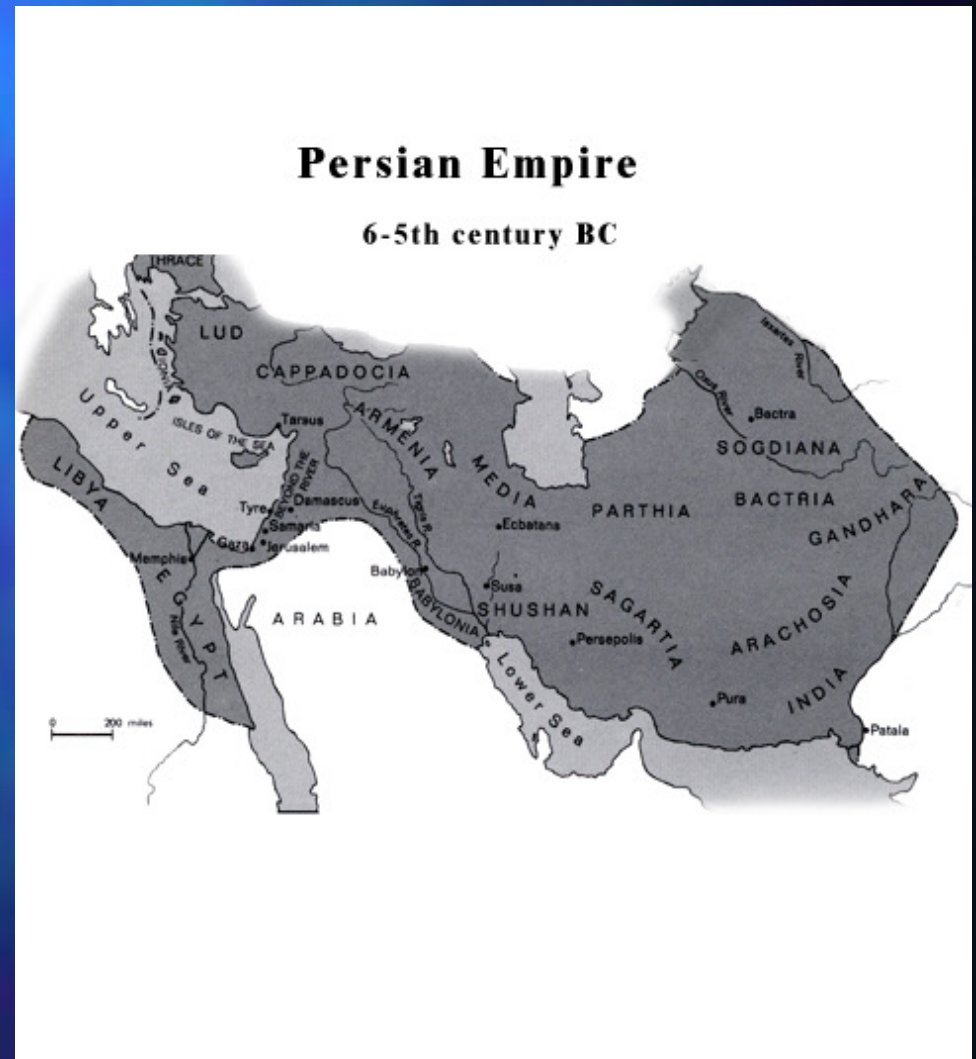 Persian Empire
6-5th century BC
THRACE
LUD
CAPPADOCIA
IONIA
Upper Sea
ISLES OF THE SEA
Tarsus
ARMENIA
MEDIA
LIBYA
BEYOND THE RIVER
Tyre
Damascus
Samaria
Gaza
Jerusalem
Memphis
EGYPT
Nile River
ARABIA
Euphrates R.
Tigris R.
Babylon
BABYLONIA
Ecbatana
Susa
SHUSHAN
Persepolis
Lower Sea
SAGARTIA
PARTHIA
Iaxartes River
Oxus River
Bactra
SOGDIANA
BACTRIA
GANDHARA
ARACHOSIA
INDIA
Pura
Patala
0 200 miles